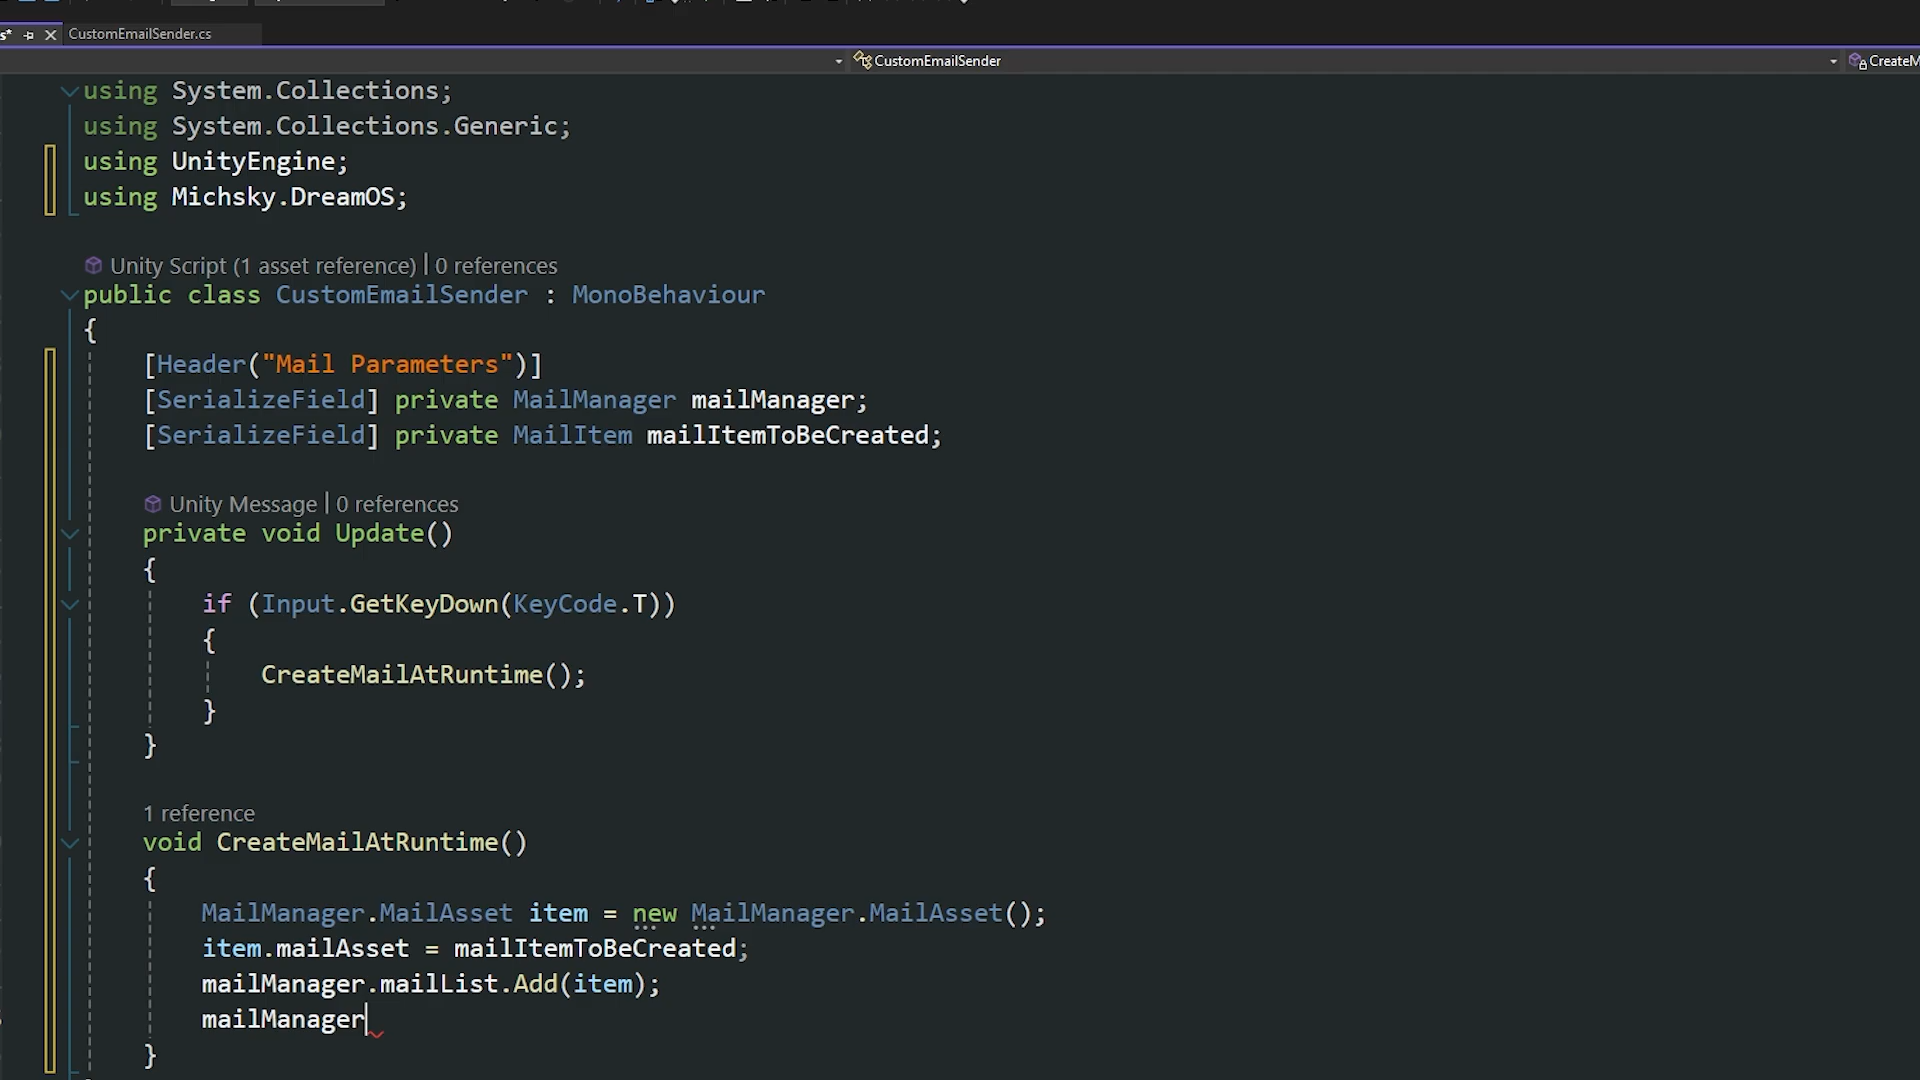 s* CustomEmailSender.cs
CustomEmailSender CreateM
using System.Collections;
using System.Collections.Generic;
using UnityEngine;
using Michsky.DreamOS;
Unity Script (1 asset reference) | 0 references
public class CustomEmailSender : MonoBehaviour
{
[Header("Mail Parameters")]
[SerializeField] private MailManager mailManager;
[SerializeField] private MailItem mailItemToBeCreated;
Unity Message | 0 references
private void Update()
{
if (Input.GetKeyDown(KeyCode.T))
{
CreateMailAtRuntime();
}
}
1 reference
void CreateMailAtRuntime()
{
MailManager.MailAsset item = new MailManager.MailAsset();
item.mailAsset = mailItemToBeCreated;
mailManager.mailList.Add(item);
mailManager
}